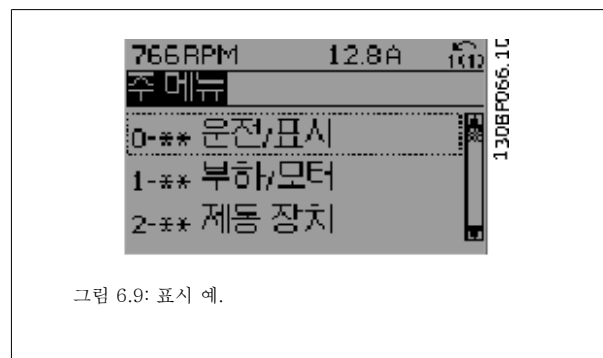 766RPM 12.8A 1(1)
주 메뉴
0-** 운전/표시
1-** 부하/모터
2-** 제동 장치
130BP066.10
그림 6.9: 표시 예.